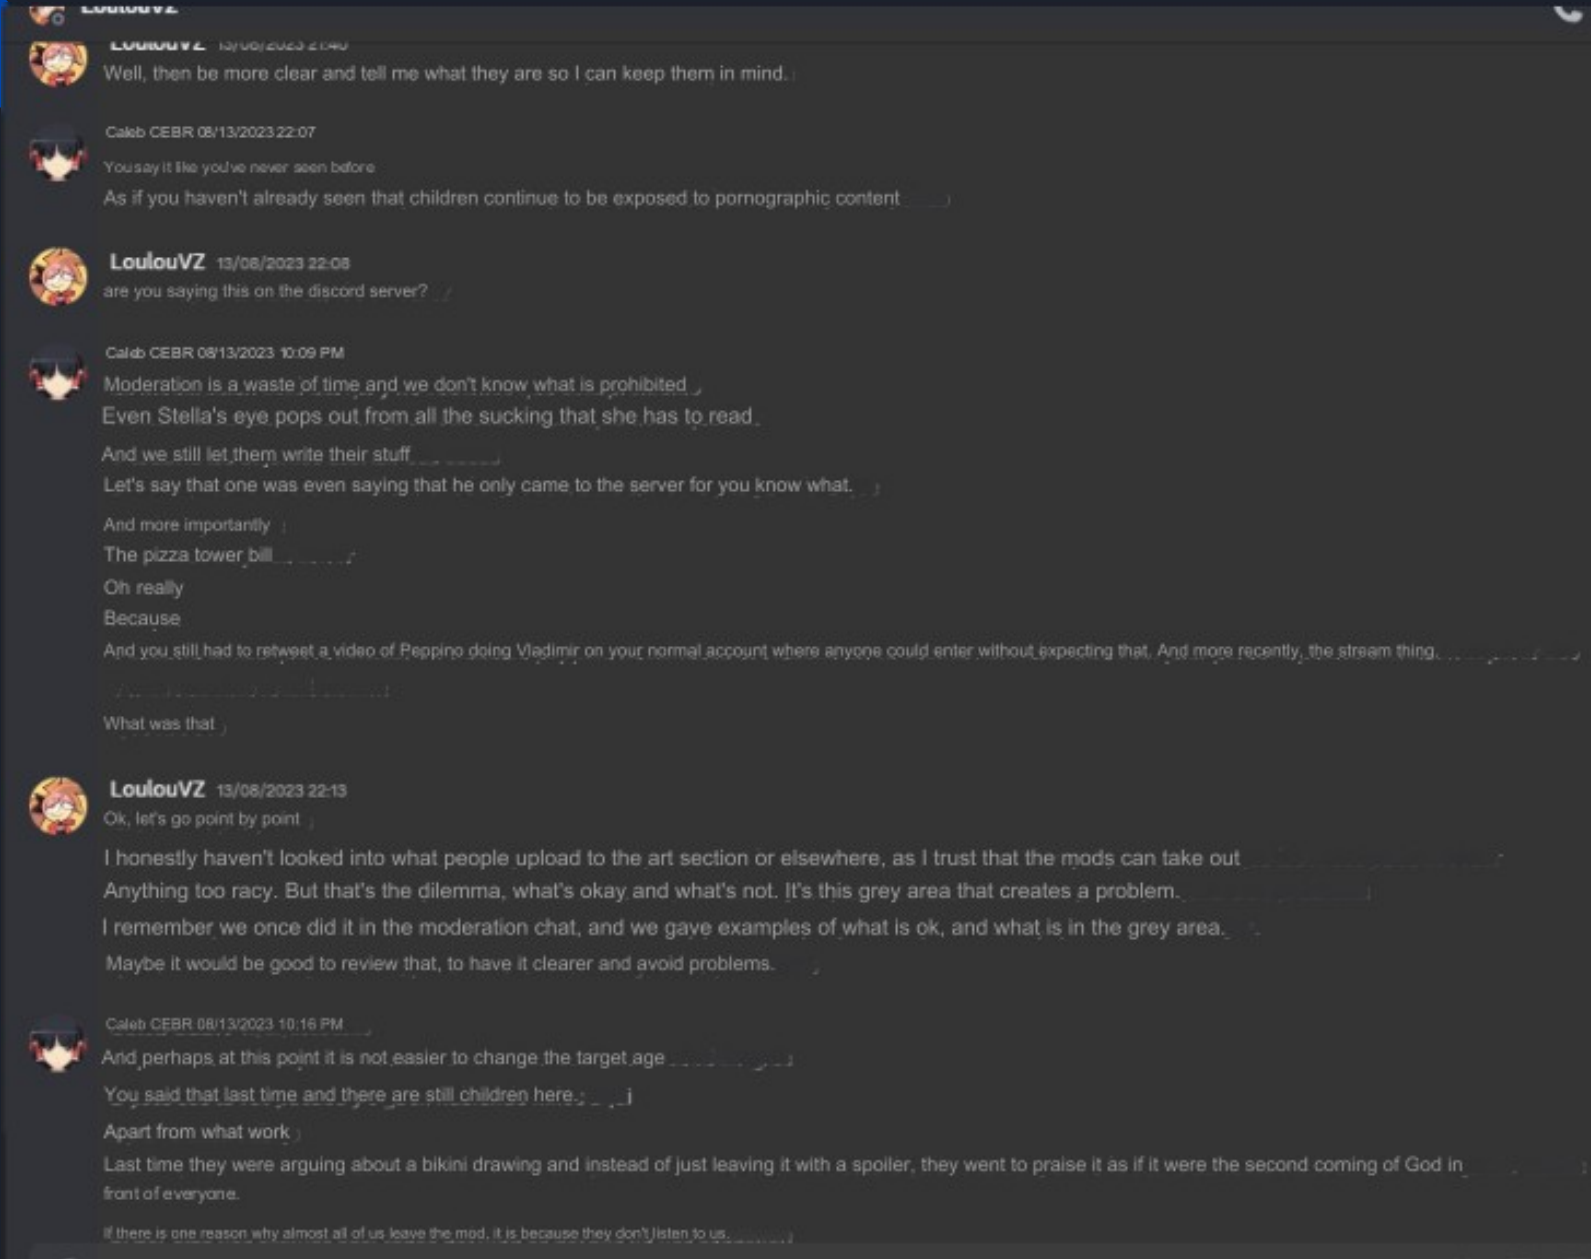 LoulouVZ
LoulouVZ 13/08/2023 21:40
Well, then be more clear and tell me what they are so I can keep them in mind.
Caleb CEBR 08/13/2023 22:07
You say it like you've never seen before
As if you haven't already seen that children continue to be exposed to pornographic content
LoulouVZ 13/08/2023 22:08
are you saying this on the discord server?
Caleb CEBR 08/13/2023 10:09 PM
Moderation is a waste of time and we don't know what is prohibited
Even Stella's eye pops out from all the sucking that she has to read
And we still let them write their stuff
Let's say that one was even saying that he only came to the server for you know what.
And more importantly
The pizza tower bill
Oh really
Because
And you still had to retweet a video of Peppino doing Vladimir on your normal account where anyone could enter without expecting that. And more recently, the stream thing.
What was that
LoulouVZ 13/08/2023 22:13
Ok, let's go point by point
I honestly haven't looked into what people upload to the art section or elsewhere, as I trust that the mods can take out
Anything too racy. But that's the dilemma, what's okay and what's not. It's this grey area that creates a problem.
I remember we once did it in the moderation chat, and we gave examples of what is ok, and what is in the grey area.
Maybe it would be good to review that, to have it clearer and avoid problems.
Caleb CEBR 08/13/2023 10:16 PM
And perhaps at this point it is not easier to change the target age
You said that last time and there are still children here.
Apart from what work
Last time they were arguing about a bikini drawing and instead of just leaving it with a spoiler, they went to praise it as if it were the second coming of God in
front of everyone.
If there is one reason why almost all of us leave the mod, it is because they don't listen to us.